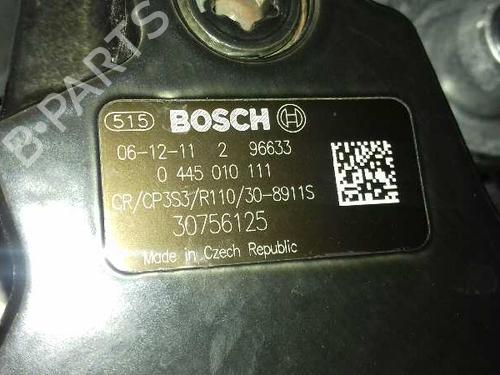 515 BOSCH
06-12-11 2 96633
0 445 010 111
CR/CP3S3/R110/30-8911S
30756125
Made in Czech Republic
B-PARTS